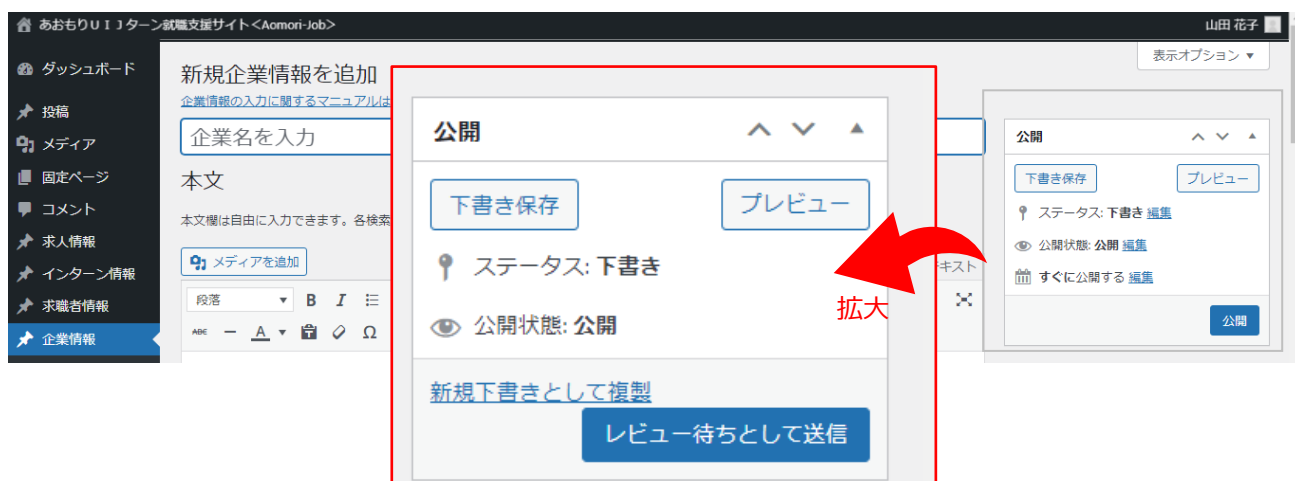 あおもりUIJターン就職支援サイト<Aomori-Job>
山田 花子
表示オプション ▼
ダッシュボード
投稿
メディア
固定ページ
コメント
求人情報
インターン情報
求職者情報
企業情報
新規企業情報を追加
企業情報の入力に関するマニュアルは
企業名を入力
本文
本文欄は自由に入力できます。各検索
メディアを追加
キスト
段落 ▼ B I
ABE — A ▼ Ω
公開
下書き保存 プレビュー
ステータス: 下書き
公開状態: 公開
新規下書きとして複製
レビュー待ちとして送信
拡大
公開
下書き保存 プレビュー
ステータス: 下書き 編集
公開状態: 公開 編集
すぐに公開する 編集
公開